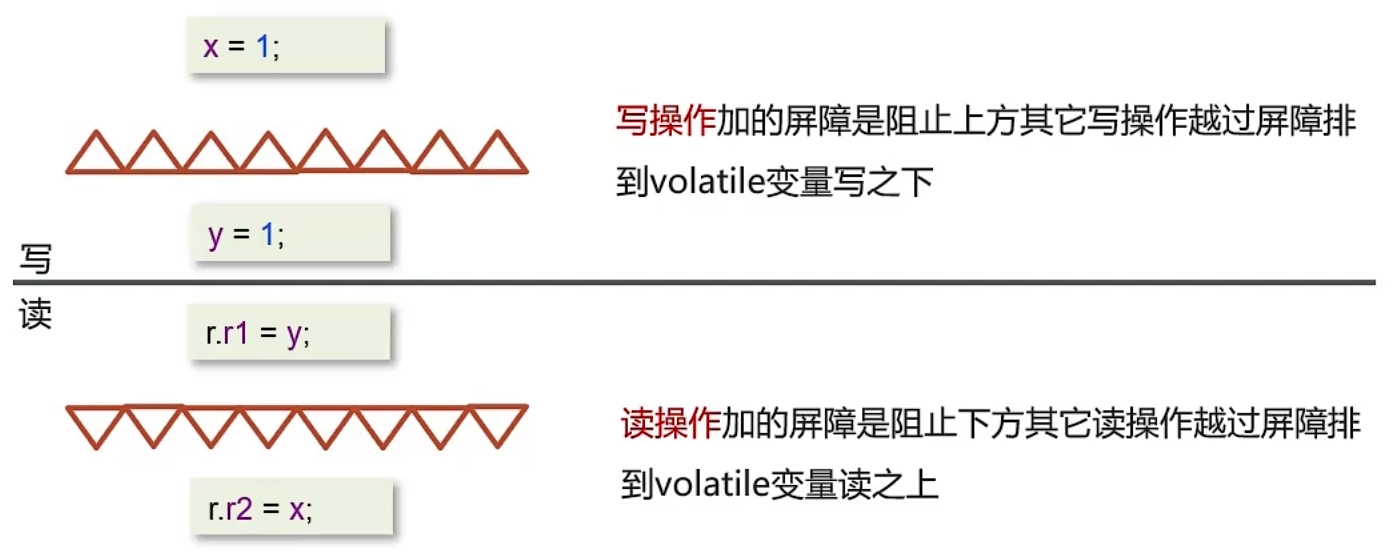 x = 1;
写操作加的屏障是阻止上方其它写操作越过屏障排
到volatile变量写之下
y = 1;
写
读
r.r1 = y;
读操作加的屏障是阻止下方其它读操作越过屏障排
到volatile变量读之上
r.r2 = x;